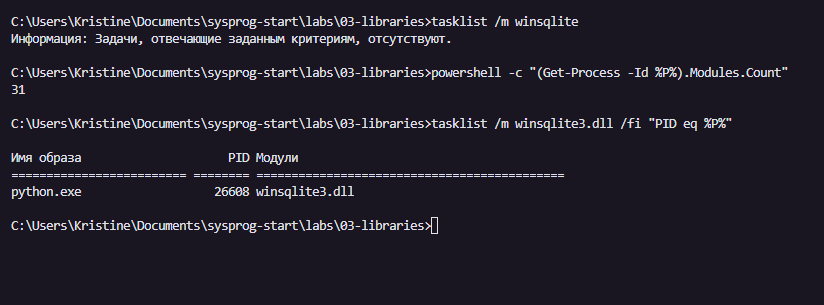 C:\Users\Kristine\Documents\sysprog-start\labs\03-libraries>tasklist /m winsqlite
Информация: Задачи, отвечающие заданным критериям, отсутствуют.
C:\Users\Kristine\Documents\sysprog-start\labs\03-libraries>powershell -c "(Get-Process -Id %P%).Modules.Count"
31
C:\Users\Kristine\Documents\sysprog-start\labs\03-libraries>tasklist /m winsqlite3.dll /fi "PID eq %P%"
Имя образа                     PID Модули
========================= ======== ============================================
python.exe                   26608 winsqlite3.dll
C:\Users\Kristine\Documents\sysprog-start\labs\03-libraries>